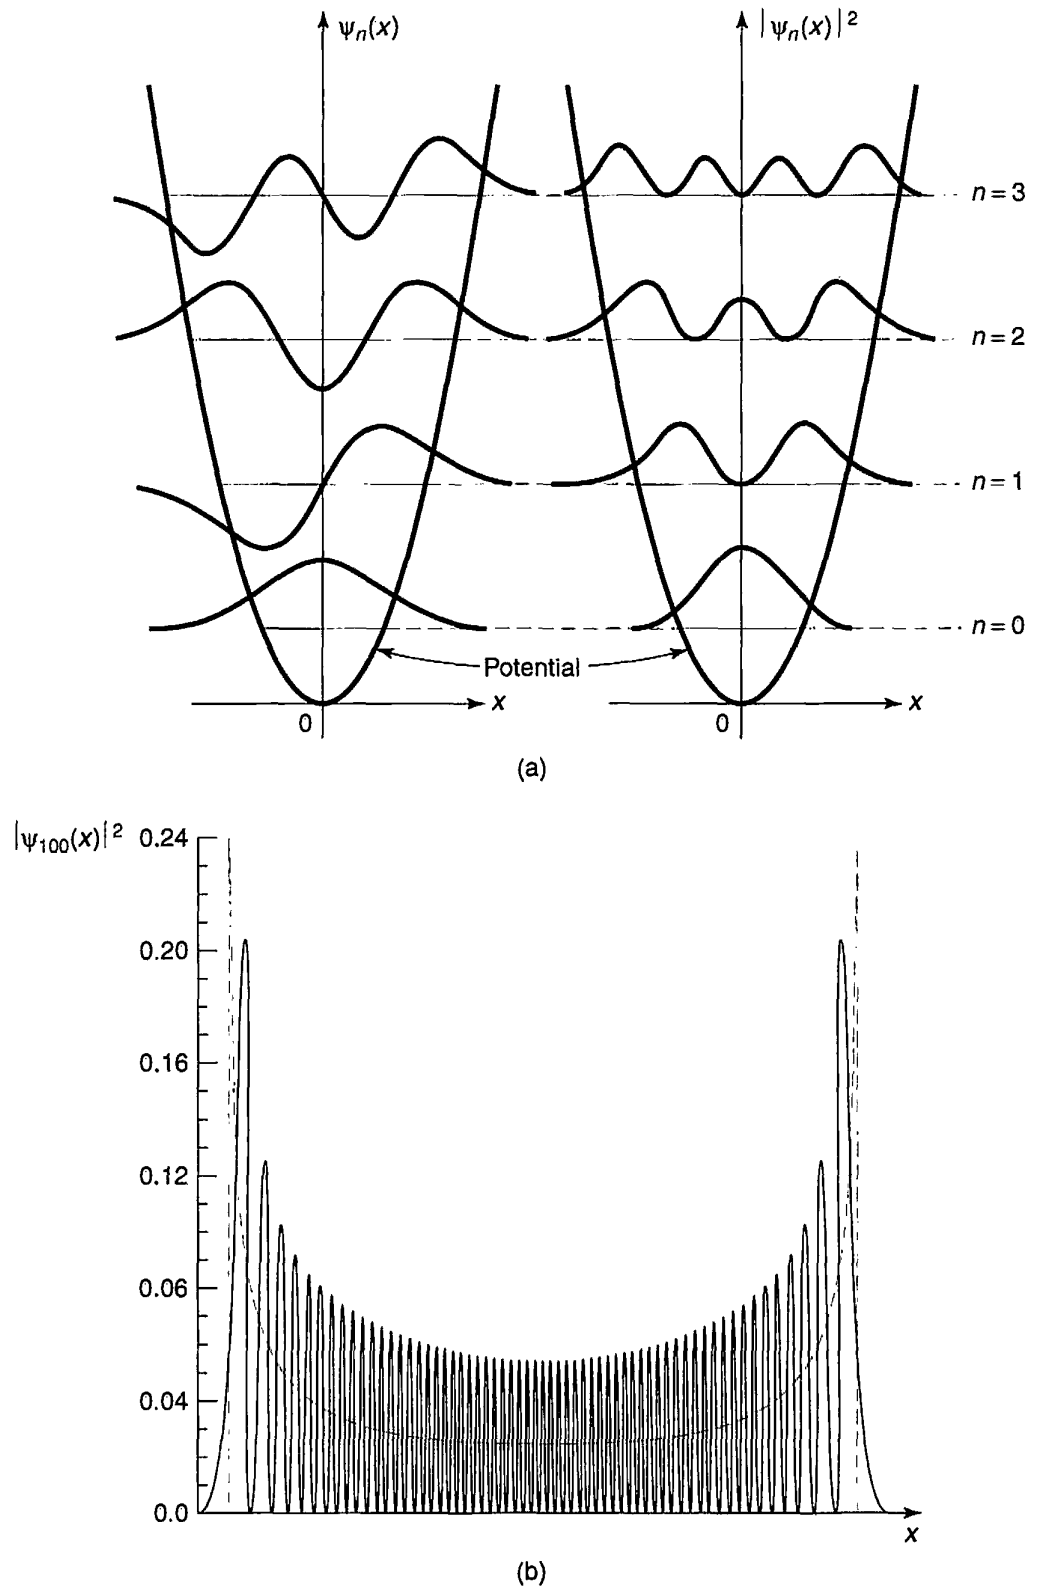 ψn(x)
|ψn(x)|²
n = 3
n = 2
n = 1
n = 0
Potential
x
x
0
0
(a)
|ψ100(x)|²
0.24
0.20
0.16
0.12
0.08
0.04
0.0
x
(b)